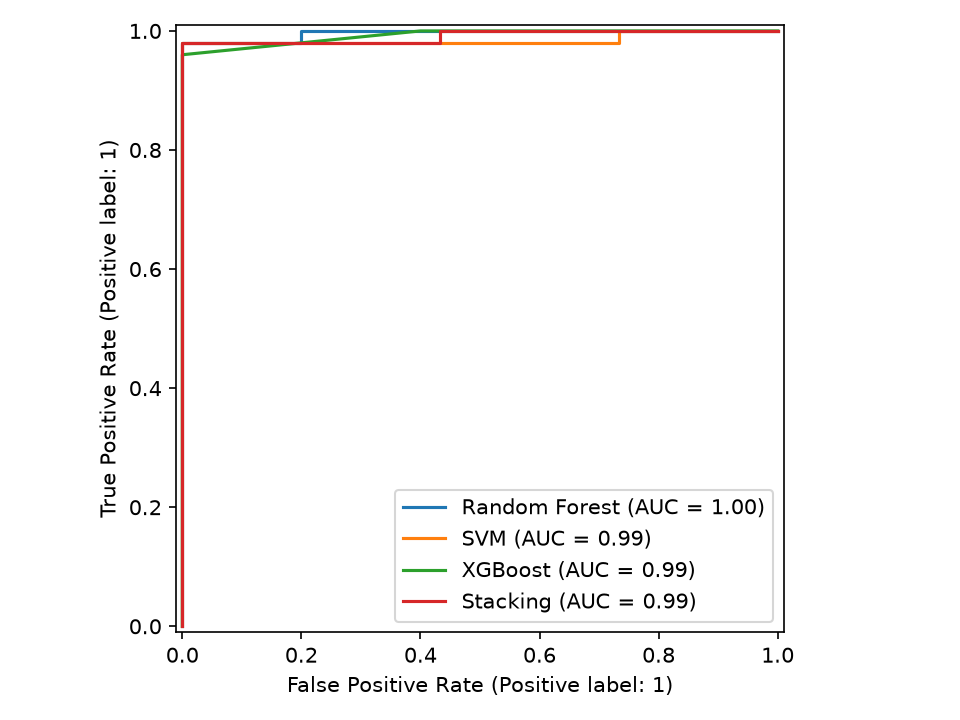 1.0
0.8
0.6
0.4
0.2
0.0
True Positive Rate (Positive label: 1)
Random Forest (AUC = 1.00)
SVM (AUC = 0.99)
XGBoost (AUC = 0.99)
Stacking (AUC = 0.99)
0.0 0.2 0.4 0.6 0.8 1.0
False Positive Rate (Positive label: 1)